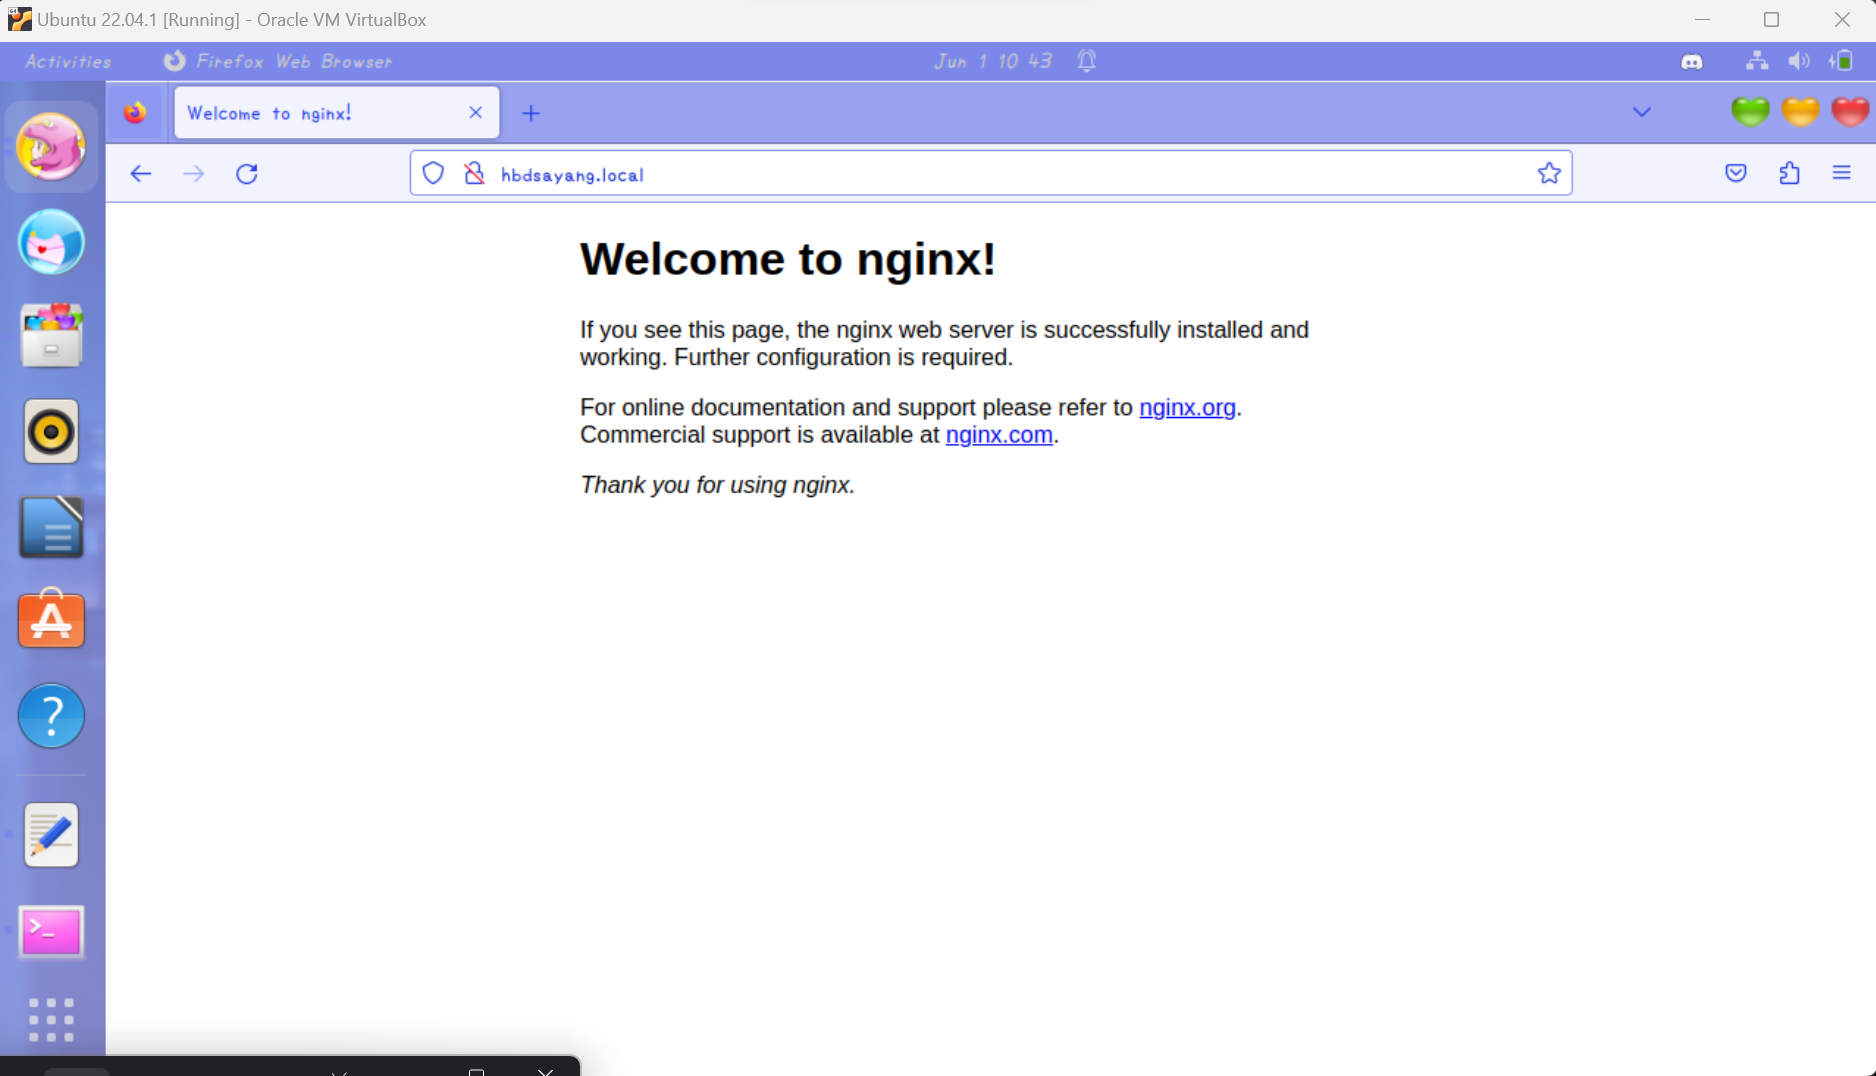 Ubuntu 22.04.1 [Running] - Oracle VM VirtualBox
Activities
Firefox Web Browser
Jun 1 10 43
Welcome to nginx!
hbdsayang.local
Welcome to nginx!
If you see this page, the nginx web server is successfully installed and
working. Further configuration is required.
For online documentation and support please refer to nginx.org.
Commercial support is available at nginx.com.
Thank you for using nginx.